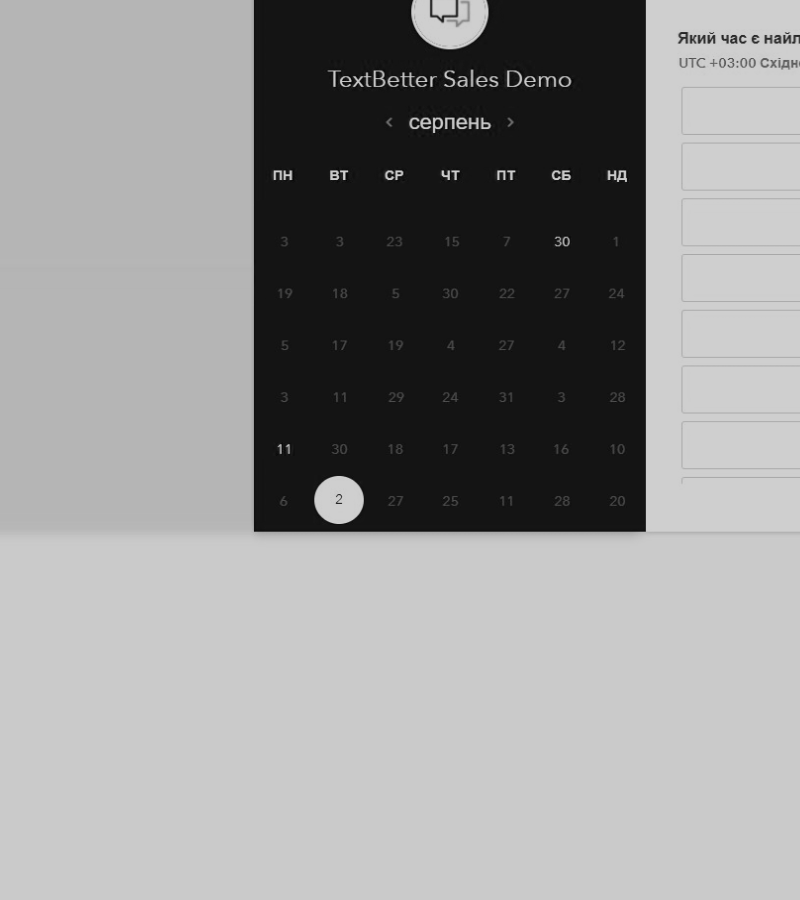 TextBetter Sales Demo
< серпень >
ПН ВТ СР ЧТ ПТ СБ НД
3 3 23 15 7 30 1
19 18 5 30 22 27 24
5 17 19 4 27 4 12
3 11 29 24 31 3 28
11 30 18 17 13 16 10
6 2 27 25 11 28 20
Який час є найл
UTC +03:00 Східн